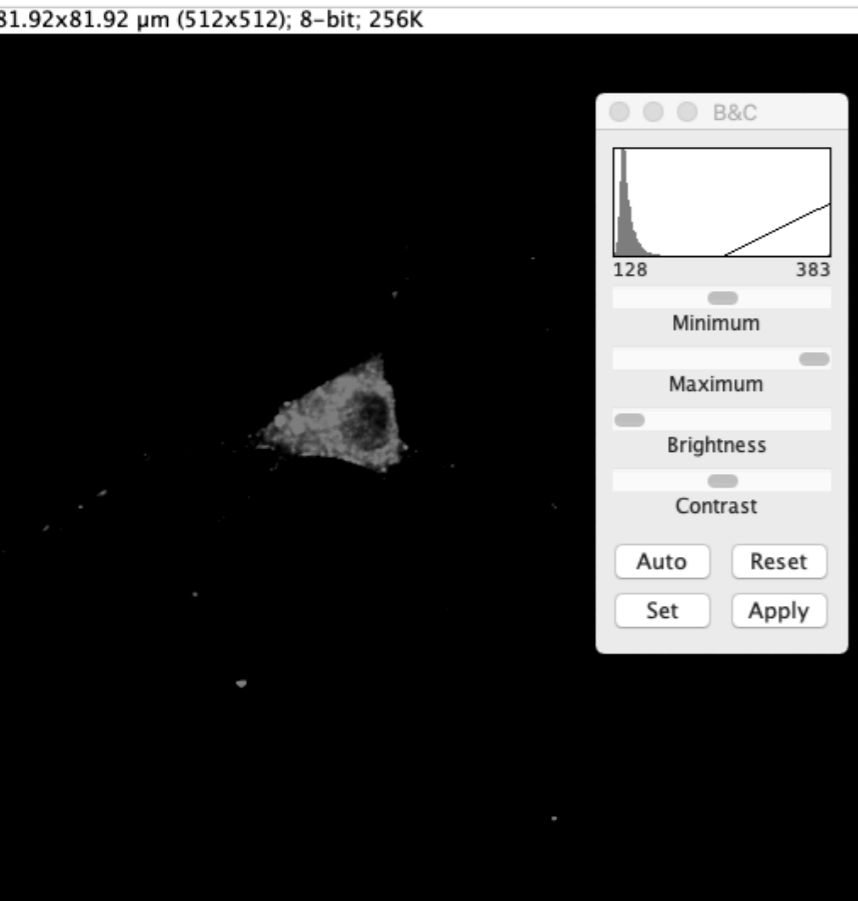 81.92x81.92 µm (512x512); 8-bit; 256K
B&C
128 383
Minimum
Maximum
Brightness
Contrast
Auto Reset
Set Apply